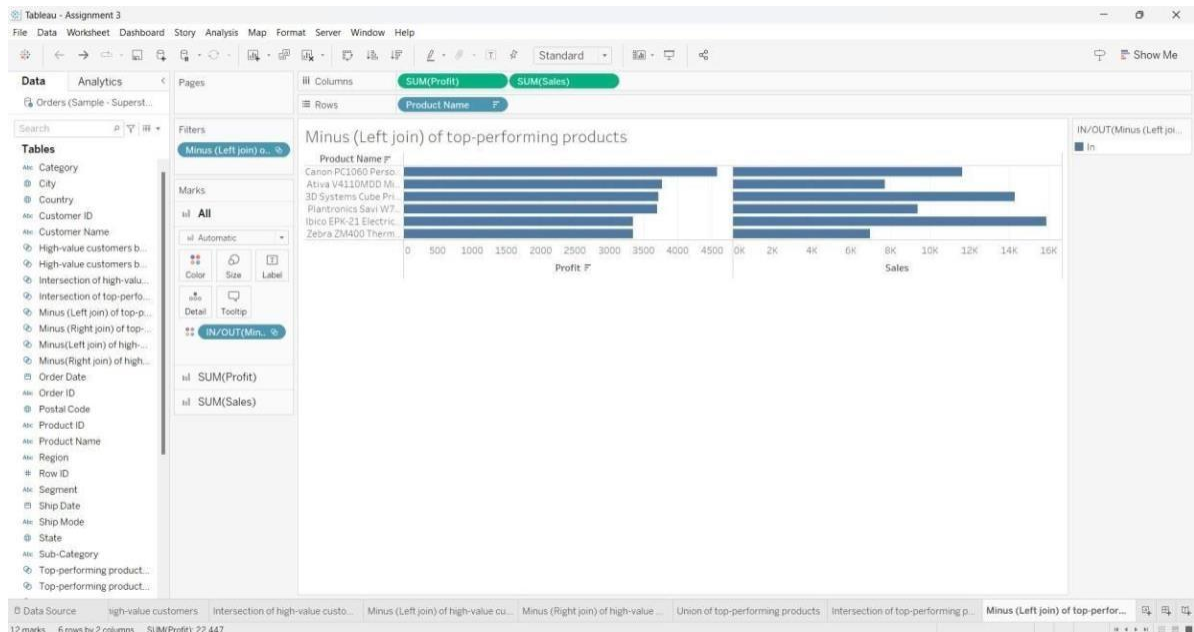 Tableau - Assignment 3
File Data Worksheet Dashboard Story Analysis Map Format Server Window Help
Standard
Show Me
Data Analytics
Pages
Columns SUM(Profit) SUM(Sales)
Orders (Sample - Superst...
Rows Product Name
Search
Filters
Minus (Left join) o...
Minus (Left join) of top-performing products
IN/OUT(Minus (Left joi...
In
Tables
Category
City
Country
Customer ID
Customer Name
High-value customers b...
High-value customers b...
Intersection of high-valu...
Intersection of top-perfo...
Minus (Left join) of top-p...
Minus (Right join) of top-...
Minus(Left join) of high-...
Minus(Right join) of high...
Order Date
Order ID
Postal Code
Product ID
Product Name
Region
Row ID
Segment
Ship Date
Ship Mode
State
Sub-Category
Top-performing product...
Top-performing product...
Marks
All
Automatic
Color Size Label
Detail Tooltip
IN/OUT(Min..
SUM(Profit)
SUM(Sales)
Product Name
Canon PC1060 Perso..
Ativa V4110MDD Mi..
3D Systems Cube Pri..
Plantronics Savi W7..
Ibico EPK-21 Electric..
Zebra ZM400 Therm..
0 500 1000 1500 2000 2500 3000 3500 4000 4500
0K 2K 4K 6K 8K 10K 12K 14K 16K
Profit
Sales
Data Source
igh-value customers
Intersection of high-value custo...
Minus (Left join) of high-value cu...
Minus (Right join) of high-value ...
Union of top-performing products
Intersection of top-performing p...
Minus (Left join) of top-perfor...
12 marks 6 rows by 2 columns SUM(Profit): 22,447